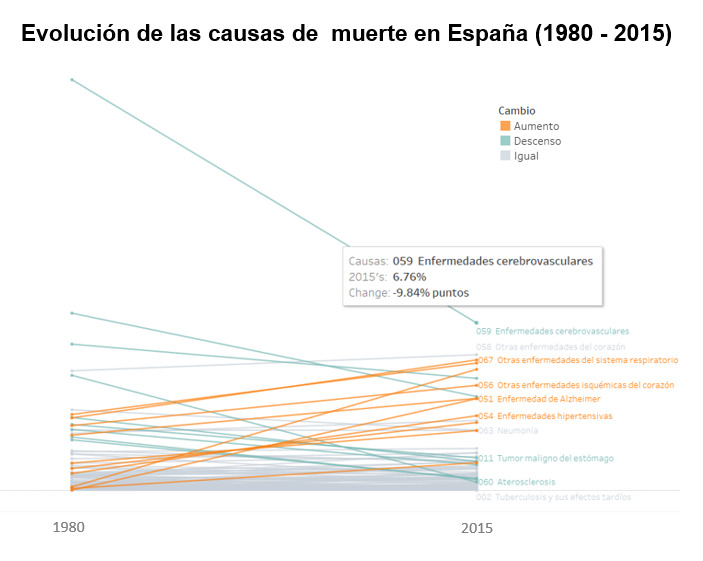 Evolución de las causas de muerte en España (1980 - 2015)
Cambio
Aumento
Descenso
Igual
Causas: 059 Enfermedades cerebrovasculares
2015's: 6.76%
Change: -9.84% puntos
059 Enfermedades cerebrovasculares
058 Otras enfermedades del corazón
067 Otras enfermedades del sistema respiratorio
056 Otras enfermedades isquémicas del corazón
051 Enfermedad de Alzheimer
054 Enfermedades hipertensivas
063 Neumonía
011 Tumor maligno del estómago
060 Aterosclerosis
002 Tuberculosis y sus efectos tardíos
1980
2015